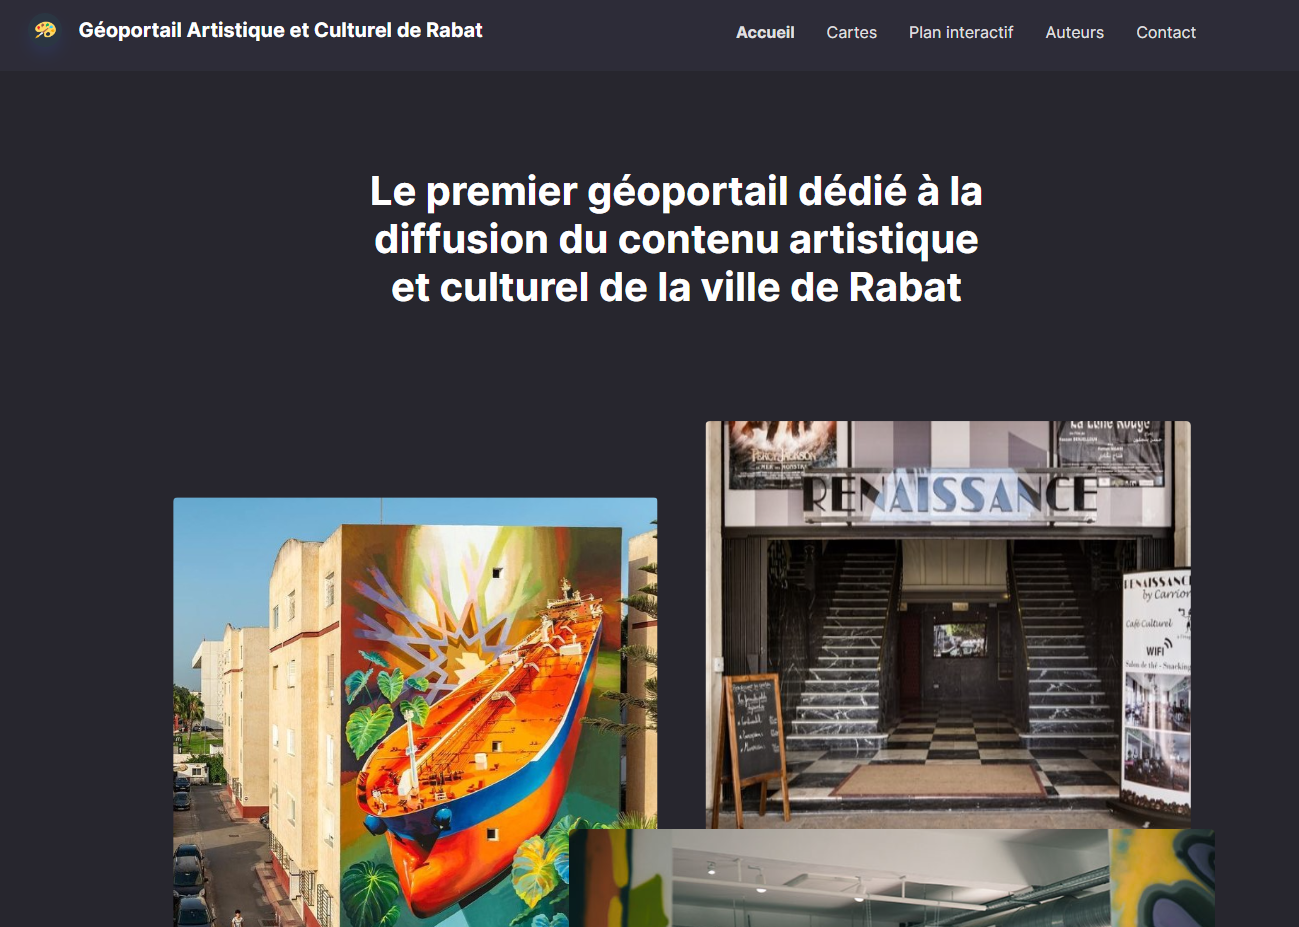 Géoportail Artistique et Culturel de Rabat
Accueil
Cartes
Plan interactif
Auteurs
Contact
Le premier géoportail dédié à la
diffusion du contenu artistique
et culturel de la ville de Rabat
PERCY JACKSON
La Lune Rouge
RENAISSANCE
RENAISSANCE
by Carrion
Café Culturel
WIFI
Salon de thé - Snacking